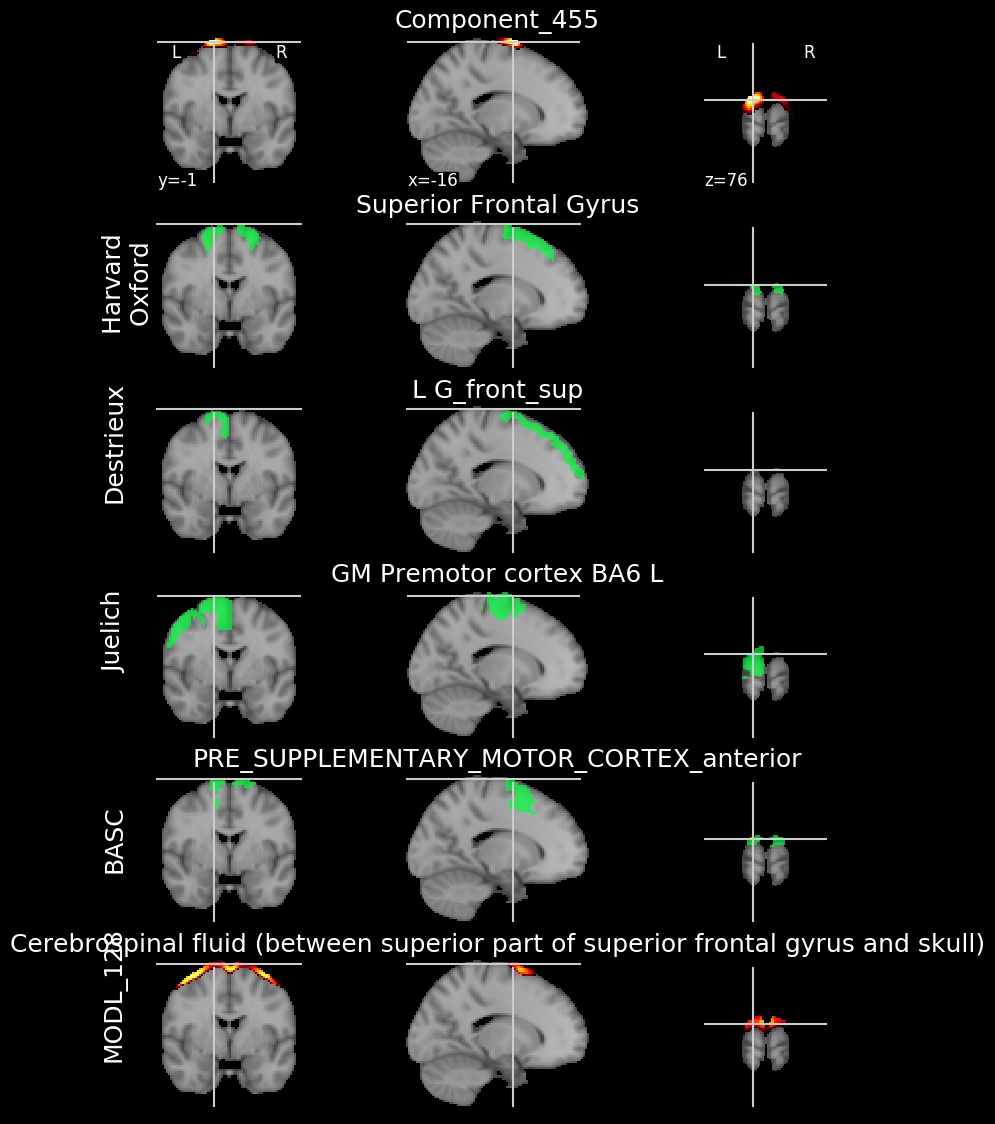 Component_455
L R
L R
y=-1
x=-16
z=76
Superior Frontal Gyrus
Harvard
Oxford
L G_front_sup
Destrieux
GM Premotor cortex BA6 L
Juelich
PRE_SUPPLEMENTARY_MOTOR_CORTEX_anterior
BASC
Cerebrospinal fluid (between superior part of superior frontal gyrus and skull)
MODL_128